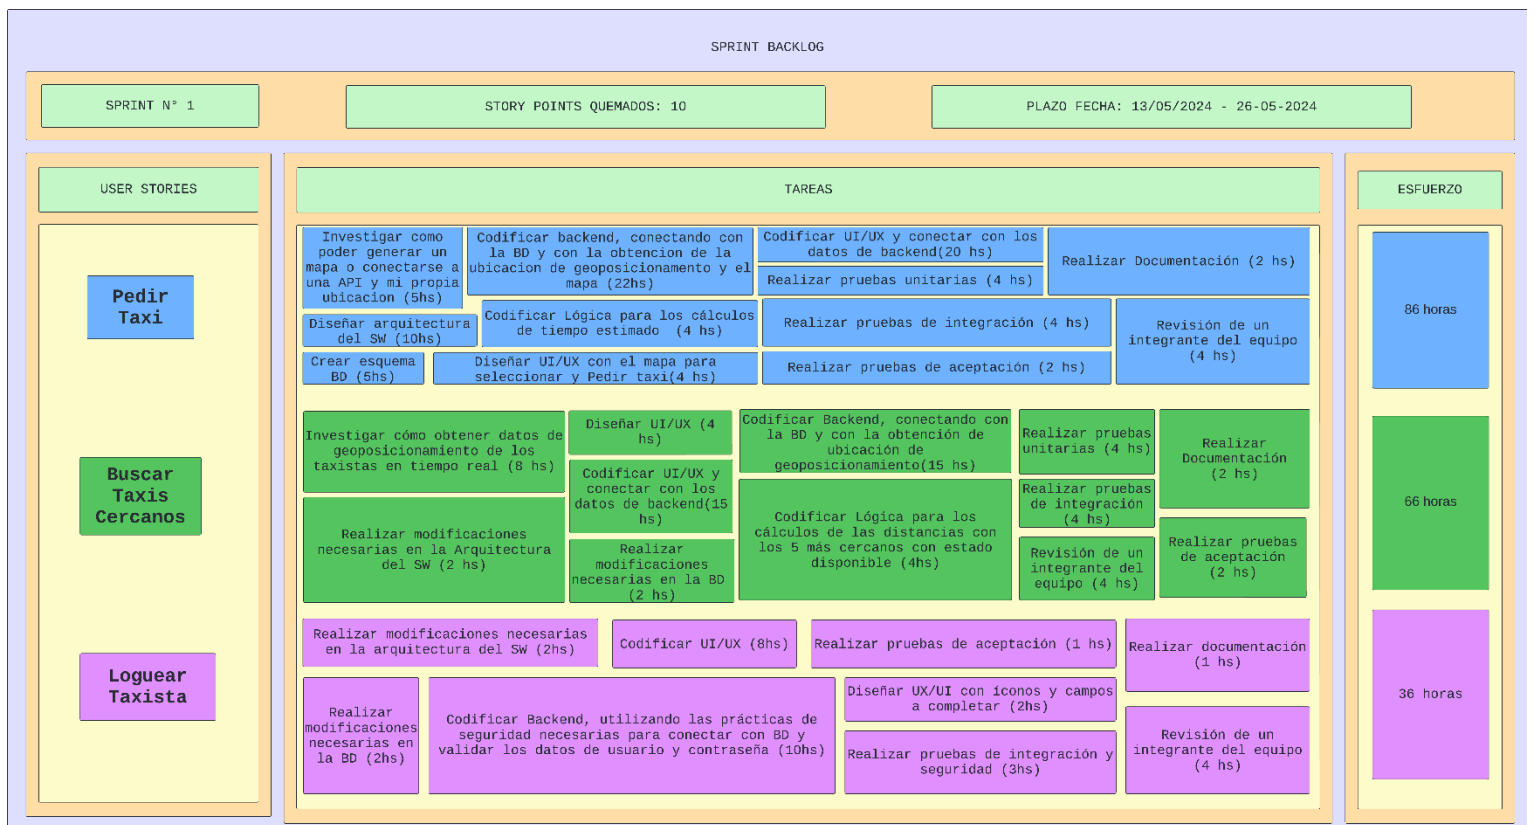 SPRINT BACKLOG
SPRINT N° 1
STORY POINTS QUEMADOS: 10
PLAZO FECHA: 13/05/2024 - 26-05-2024
USER STORIES
TAREAS
ESFUERZO
Pedir
Taxi
Investigar como
poder generar un
mapa o conectarse a
una API y mi propia
ubicacion (5hs)
Codificar backend, conectando con
la BD y con la obtencion de la
ubicacion de geoposicionamento y el
mapa (22hs)
Codificar UI/UX y conectar con los
datos de backend(20 hs)
Realizar pruebas unitarias (4 hs)
Realizar Documentación (2 hs)
Diseñar arquitectura
del SW (10hs)
Codificar Lógica para los cálculos
de tiempo estimado  (4 hs)
Realizar pruebas de integración (4 hs)
Revisión de un
integrante del equipo
(4 hs)
Crear esquema
BD (5hs)
Diseñar UI/UX con el mapa para
seleccionar y Pedir taxi(4 hs)
Realizar pruebas de aceptación (2 hs)
86 horas
Buscar
Taxis
Cercanos
Investigar cómo obtener datos de
geoposicionamiento de los
taxistas en tiempo real (8 hs)
Diseñar UI/UX (4
hs)
Codificar Backend, conectando con
la BD y con la obtención de
ubicación de
geoposicionamiento(15 hs)
Realizar pruebas
unitarias (4 hs)
Realizar
Documentación
(2 hs)
Codificar UI/UX y
conectar con los
datos de backend(15
hs)
Realizar modificaciones
necesarias en la Arquitectura
del SW (2 hs)
Realizar
modificaciones
necesarias en la BD
(2 hs)
Codificar Lógica para los
cálculos de las distancias con
los 5 más cercanos con estado
disponible (4hs)
Realizar pruebas
de integración
(4 hs)
Revisión de un
integrante del
equipo (4 hs)
Realizar pruebas
de aceptación
(2 hs)
66 horas
Loguear
Taxista
Realizar modificaciones necesarias
en la arquitectura del SW (2hs)
Codificar UI/UX (8hs)
Realizar pruebas de aceptación (1 hs)
Realizar documentación
(1 hs)
Realizar
modificaciones
necesarias en
la BD (2hs)
Codificar Backend, utilizando las prácticas de
seguridad necesarias para conectar con BD y
validar los datos de usuario y contraseña (10hs)
Diseñar UX/UI con íconos y campos
a completar (2hs)
Realizar pruebas de integración y
seguridad (3hs)
Revisión de un
integrante del equipo
(4 hs)
36 horas